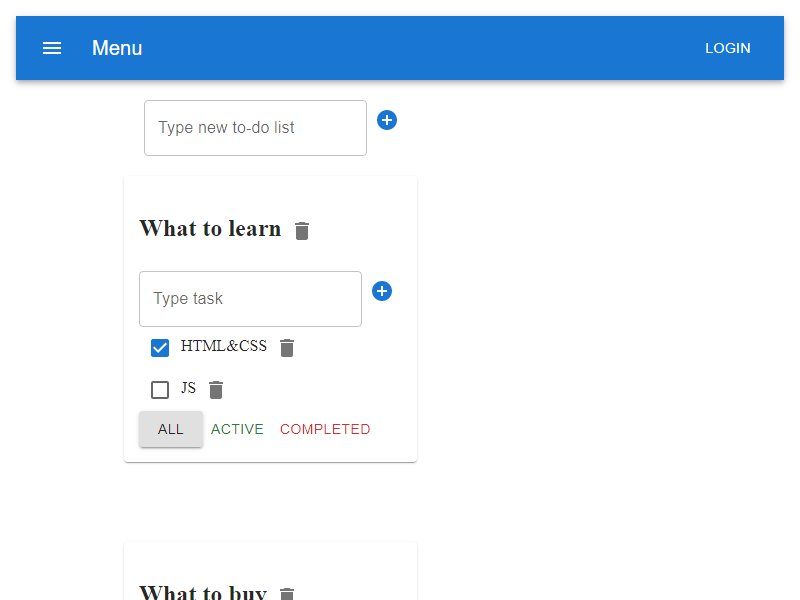 Menu
LOGIN
Type new to-do list
What to learn
Type task
HTML&CSS
JS
ALL ACTIVE COMPLETED
What to buy